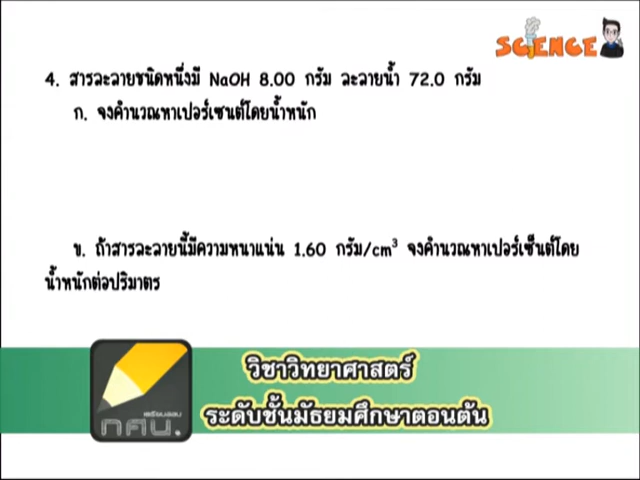 SCIENCE
4. สารละลายชนิดหนึ่งมี NaOH 8.00 กรัม ละลายน้ำ 72.0 กรัม
ก. จงคำนวณหาเปอร์เซนต์โดยน้ำหนัก
ข. ถ้าสารละลายนี้มีความหนาแน่น 1.60 กรัม/cm³ จงคำนวณหาเปอร์เซ็นต์โดย
น้ำหนักต่อปริมาตร
เตรียมสอบ
กศน.
วิชาวิทยาศาสตร์
ระดับชั้นมัธยมศึกษาตอนต้น